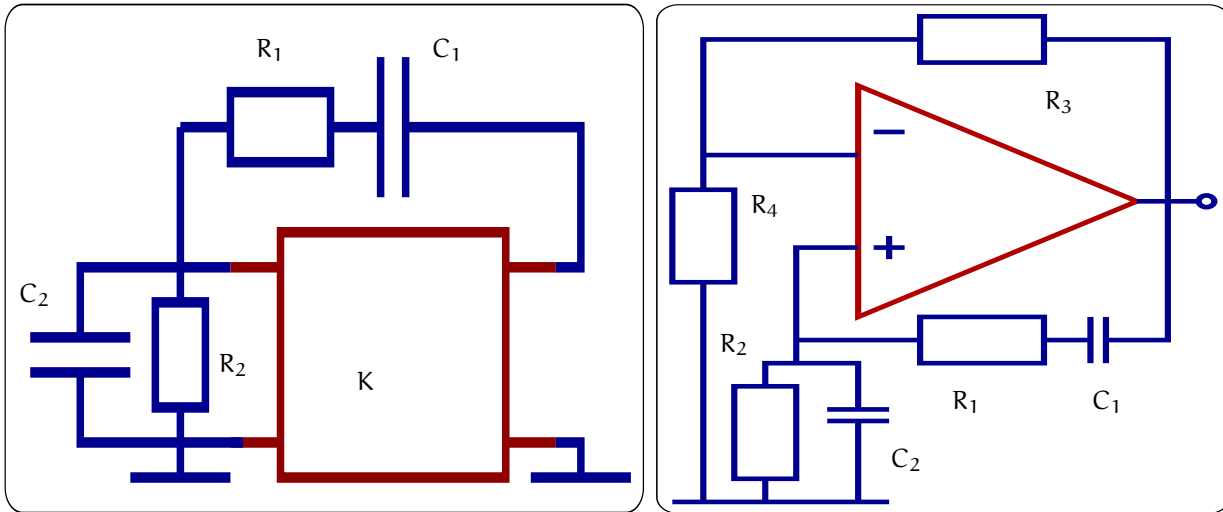 R₁
C₁
C₂
R₂
K
R₃
−
R₄
+
R₂
R₁
C₁
C₂